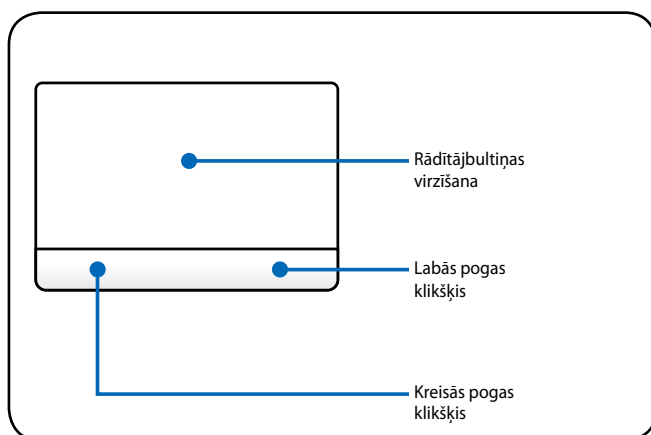 Rādītājbultiņas
virzīšana
Labās pogas
klikšķis
Kreisās pogas
klikšķis